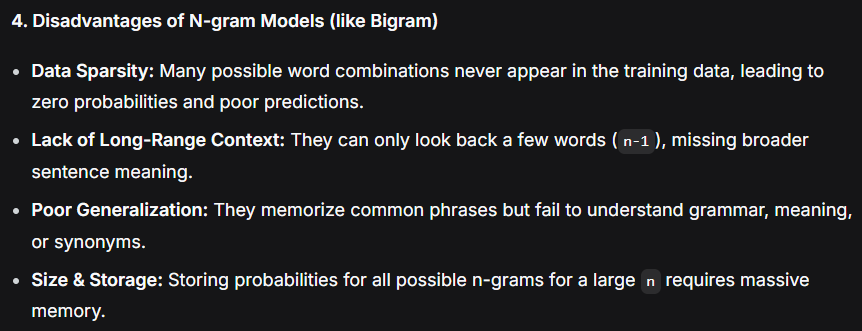 4. Disadvantages of N-gram Models (like Bigram)
• Data Sparsity: Many possible word combinations never appear in the training data, leading to
zero probabilities and poor predictions.
• Lack of Long-Range Context: They can only look back a few words ( n-1 ), missing broader
sentence meaning.
• Poor Generalization: They memorize common phrases but fail to understand grammar, meaning,
or synonyms.
• Size & Storage: Storing probabilities for all possible n-grams for a large n requires massive
memory.